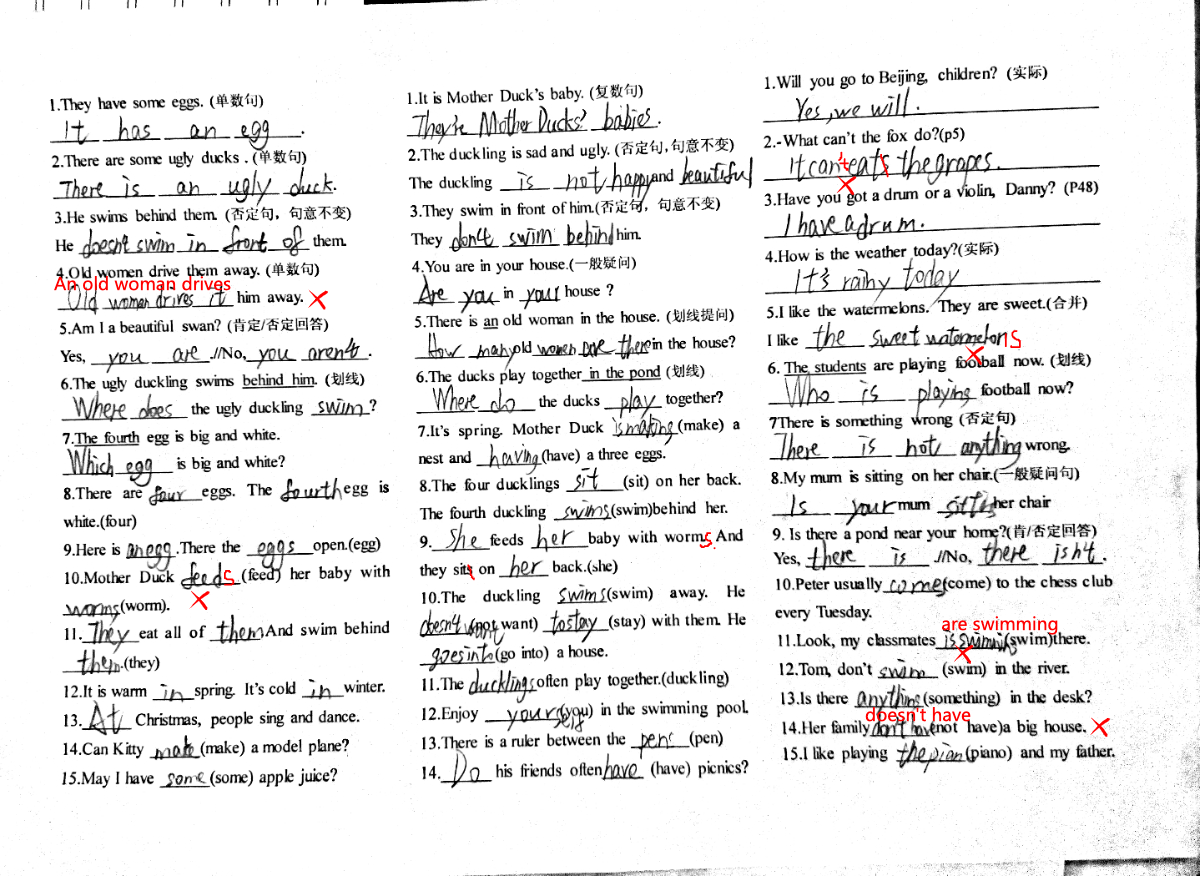 1.They have some eggs. (单数句)
It has an egg.
2.There are some ugly ducks . (单数句)
There is an ugly duck.
3.He swims behind them. (否定句，句意不变)
He doesn't swim in front of them.
4.Old women drive them away. (单数句)
An old woman drives
Old woman drives it him away.
5.Am I a beautiful swan? (肯定/否定回答)
Yes, you are .//No, you aren't .
6.The ugly duckling swims behind him. (划线)
Where does the ugly duckling swim?
7.The fourth egg is big and white.
Which egg is big and white?
8.There are four eggs. The fourth egg is
white.(four)
9.Here is an egg .There the eggs open.(egg)
10.Mother Duck feeds (feed) her baby with
worms(worm).
11. They eat all of them And swim behind
them.(they)
12.It is warm in spring. It's cold in winter.
13. At Christmas, people sing and dance.
14.Can Kitty make (make) a model plane?
15.May I have some (some) apple juice?
1.It is Mother Duck's baby. (复数句)
They're Mother Ducks' babies.
2.The duckling is sad and ugly. (否定句,句意不变)
The duckling is not happy and beautiful
3.They swim in front of him.(否定句，句意不变)
They don't swim behind him.
4.You are in your house.(一般疑问)
Are you in your house ?
5.There is an old woman in the house. (划线提问)
How many old women are there in the house?
6.The ducks play together in the pond (划线)
Where do the ducks play together?
7.It's spring. Mother Duck is making (make) a
nest and having (have) a three eggs.
8.The four ducklings sit (sit) on her back.
The fourth duckling swims(swim)behind her.
9. She feeds her baby with worms. And
they sit on her back.(she)
10.The duckling swims(swim) away. He
doesn't want (not want) to stay (stay) with them. He
goes into(go into) a house.
11.The ducklings often play together.(duckling)
12.Enjoy yourself (you) in the swimming pool.
13.There is a ruler between the pens (pen)
14. Do his friends often have (have) picnics?
1.Will you go to Beijing, children? (实际)
Yes, we will.
2.-What can't the fox do?(p5)
It can't eat the grapes.
3.Have you got a drum or a violin, Danny? (P48)
I have a drum.
4.How is the weather today?(实际)
It's rainy today
5.I like the watermelons. They are sweet.(合并)
I like the sweet watermelons
6. The students are playing football now. (划线)
Who is playing football now?
7There is something wrong (否定句)
There is not anything wrong.
8.My mum is sitting on her chair.(一般疑问句)
Is your mum sitting her chair
9. Is there a pond near your home?(肯/否定回答)
Yes, there is .//No, there isn't .
10.Peter usually comes(come) to the chess club
every Tuesday.
are swimming
11.Look, my classmates is swimming(swim)there.
12.Tom, don't swim (swim) in the river.
13.Is there anything(something) in the desk?
doesn't have
14.Her family don't have(not have)a big house.
15.I like playing the piano(piano) and my father.